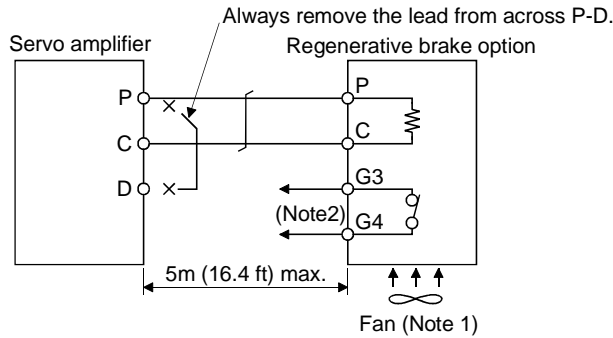 Always remove the lead from across P-D.
Servo amplifier
Regenerative brake option
P
P
C
C
D
G3
(Note2)
G4
5m (16.4 ft) max.
Fan (Note 1)